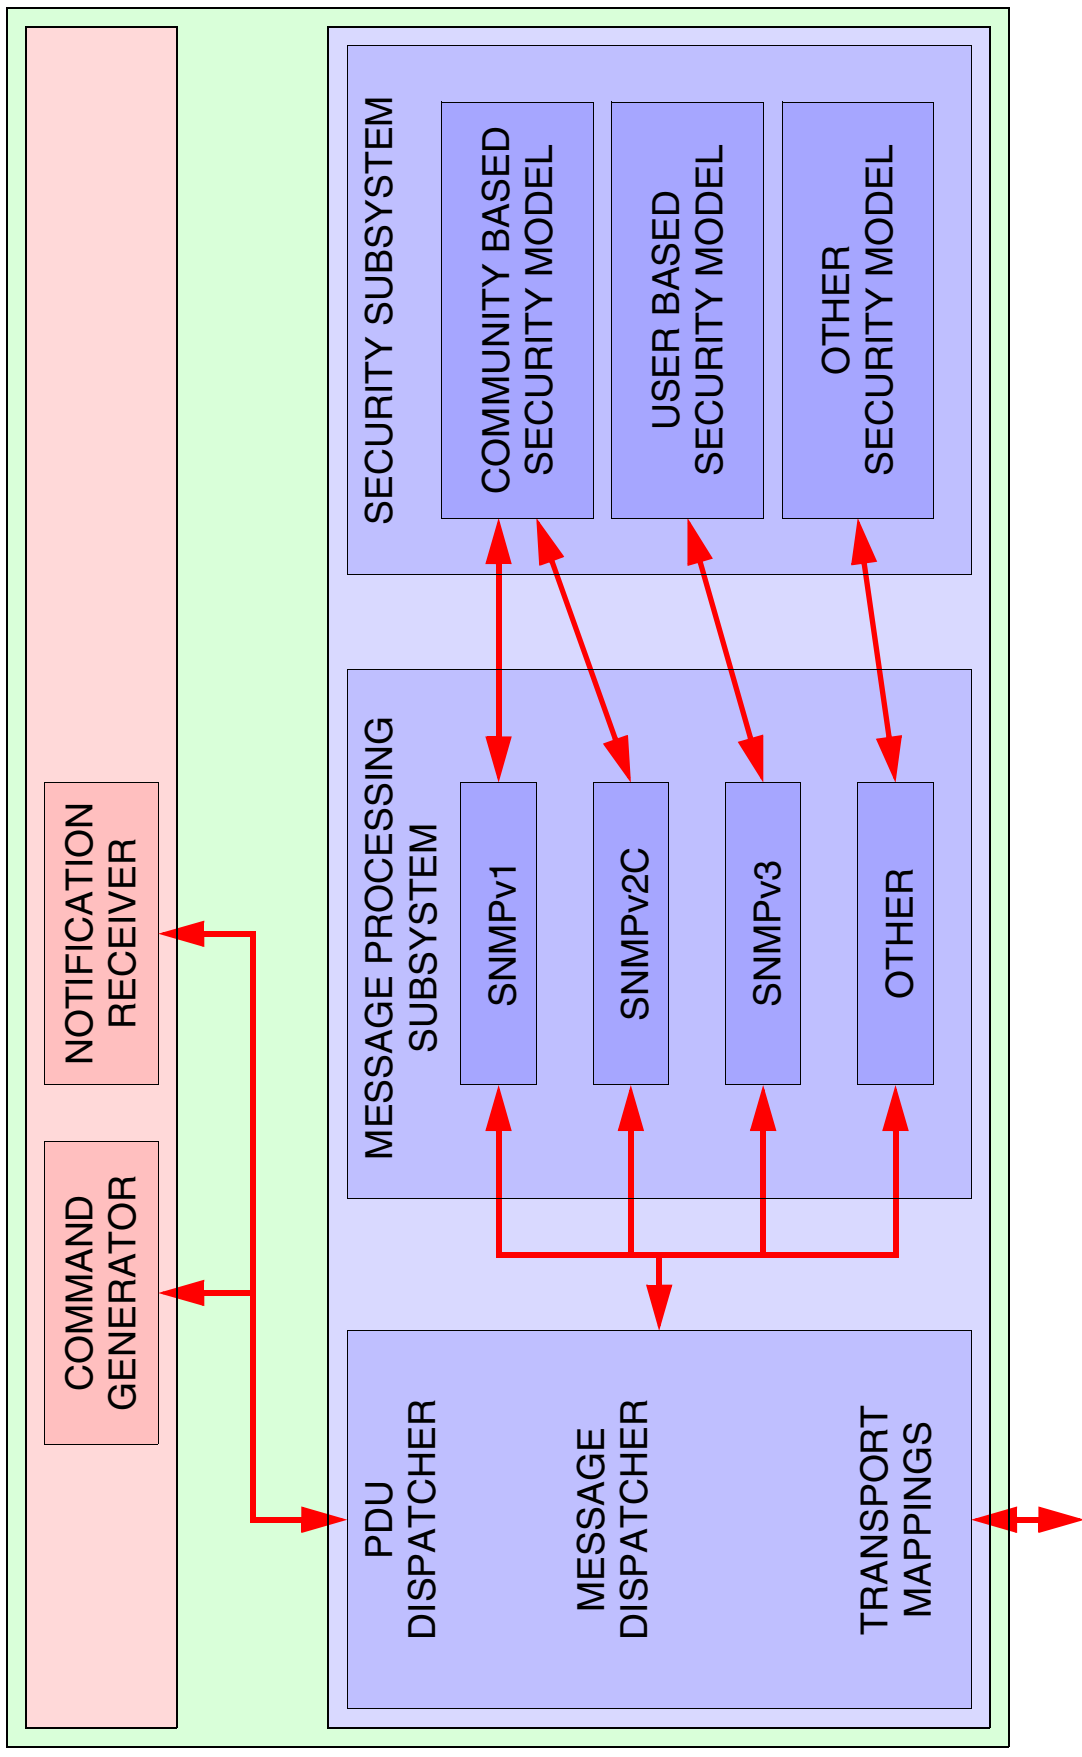 COMMAND
GENERATOR
NOTIFICATION
RECEIVER
PDU
DISPATCHER
MESSAGE
DISPATCHER
TRANSPORT
MAPPINGS
MESSAGE PROCESSING
SUBSYSTEM
SNMPv1
SNMPv2C
SNMPv3
OTHER
SECURITY SUBSYSTEM
COMMUNITY BASED
SECURITY MODEL
USER BASED
SECURITY MODEL
OTHER
SECURITY MODEL